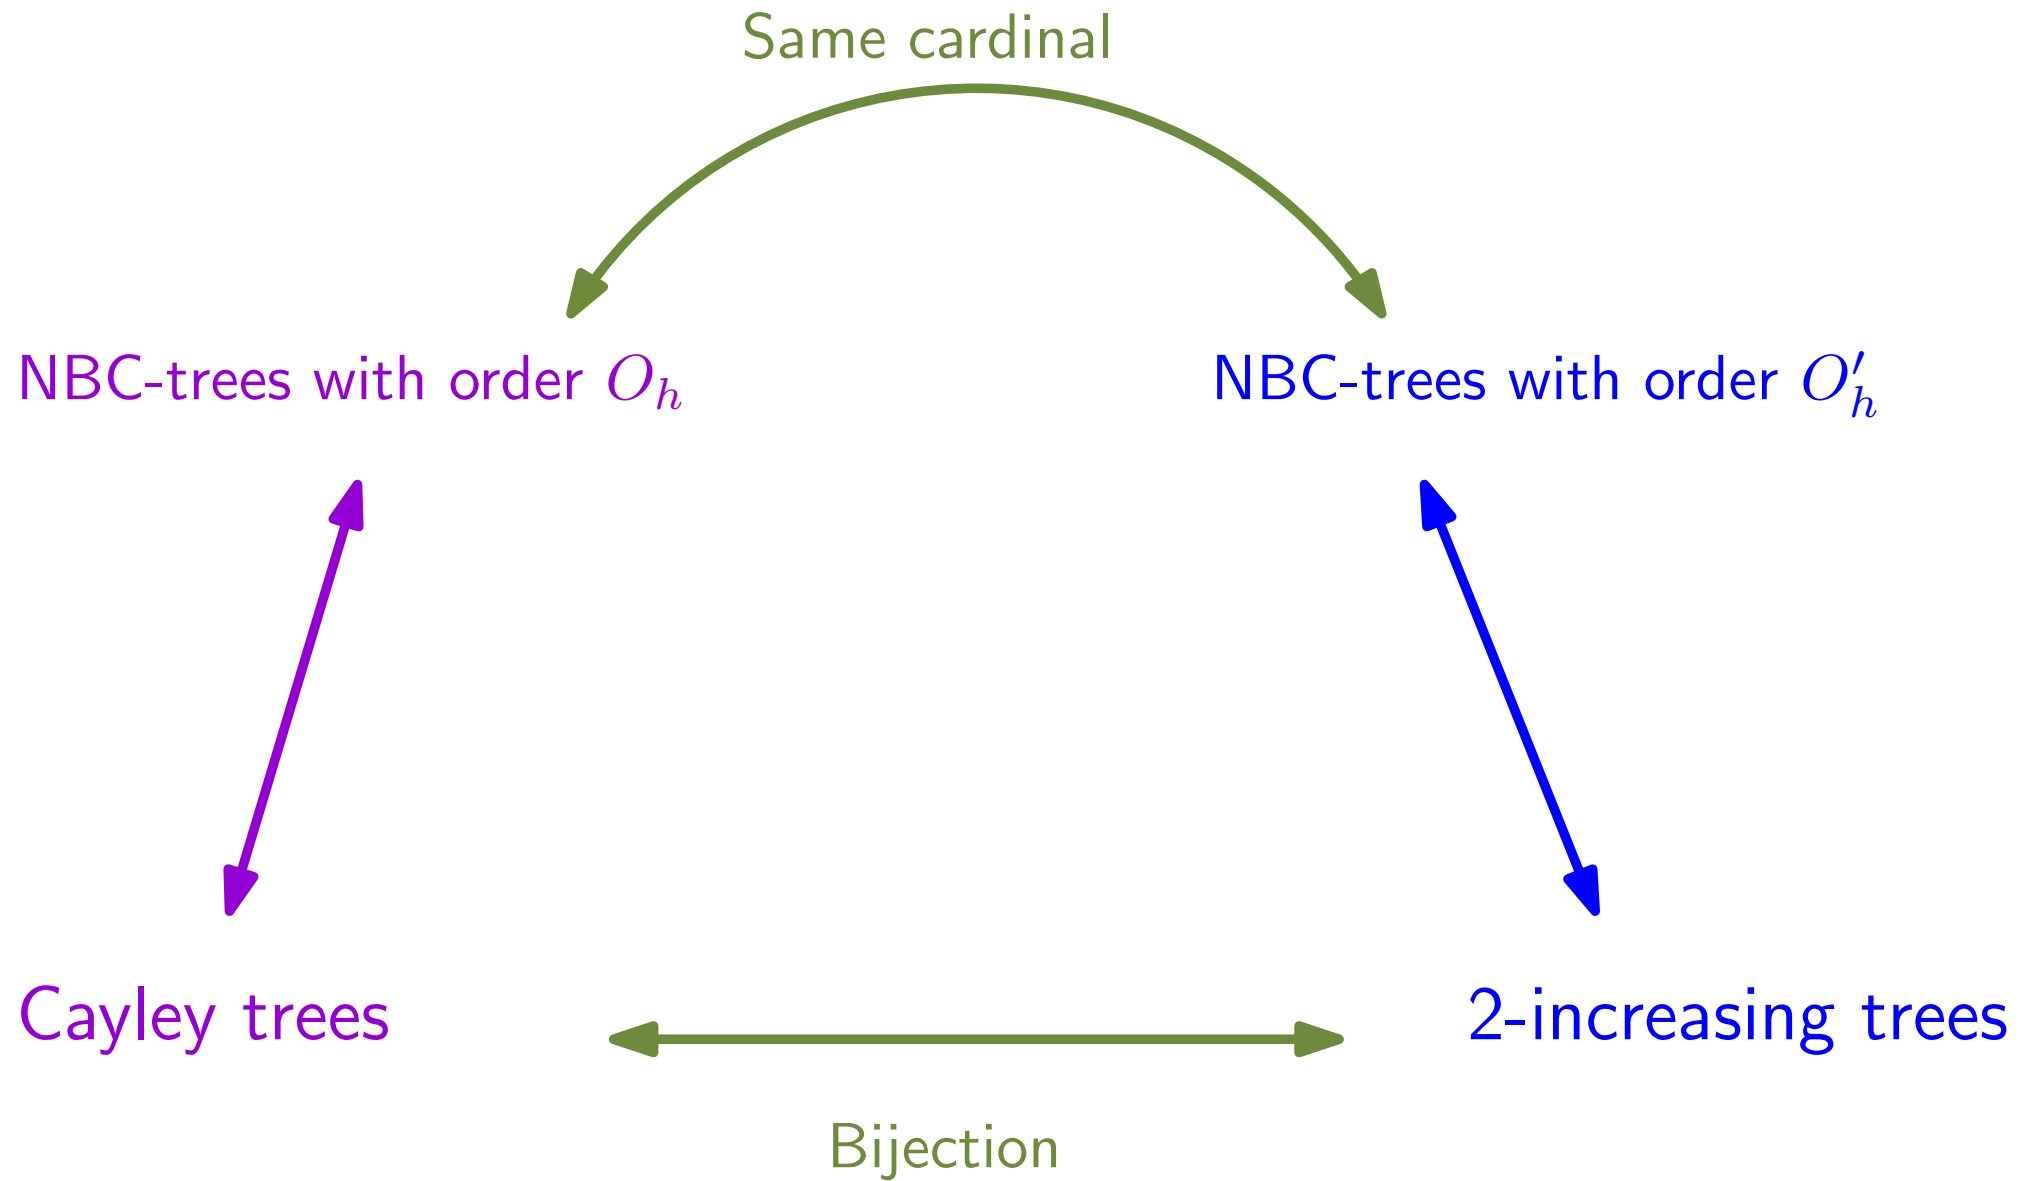 Same cardinal
NBC-trees with order $O_h$
NBC-trees with order $O'_h$
Cayley trees
2-increasing trees
Bijection